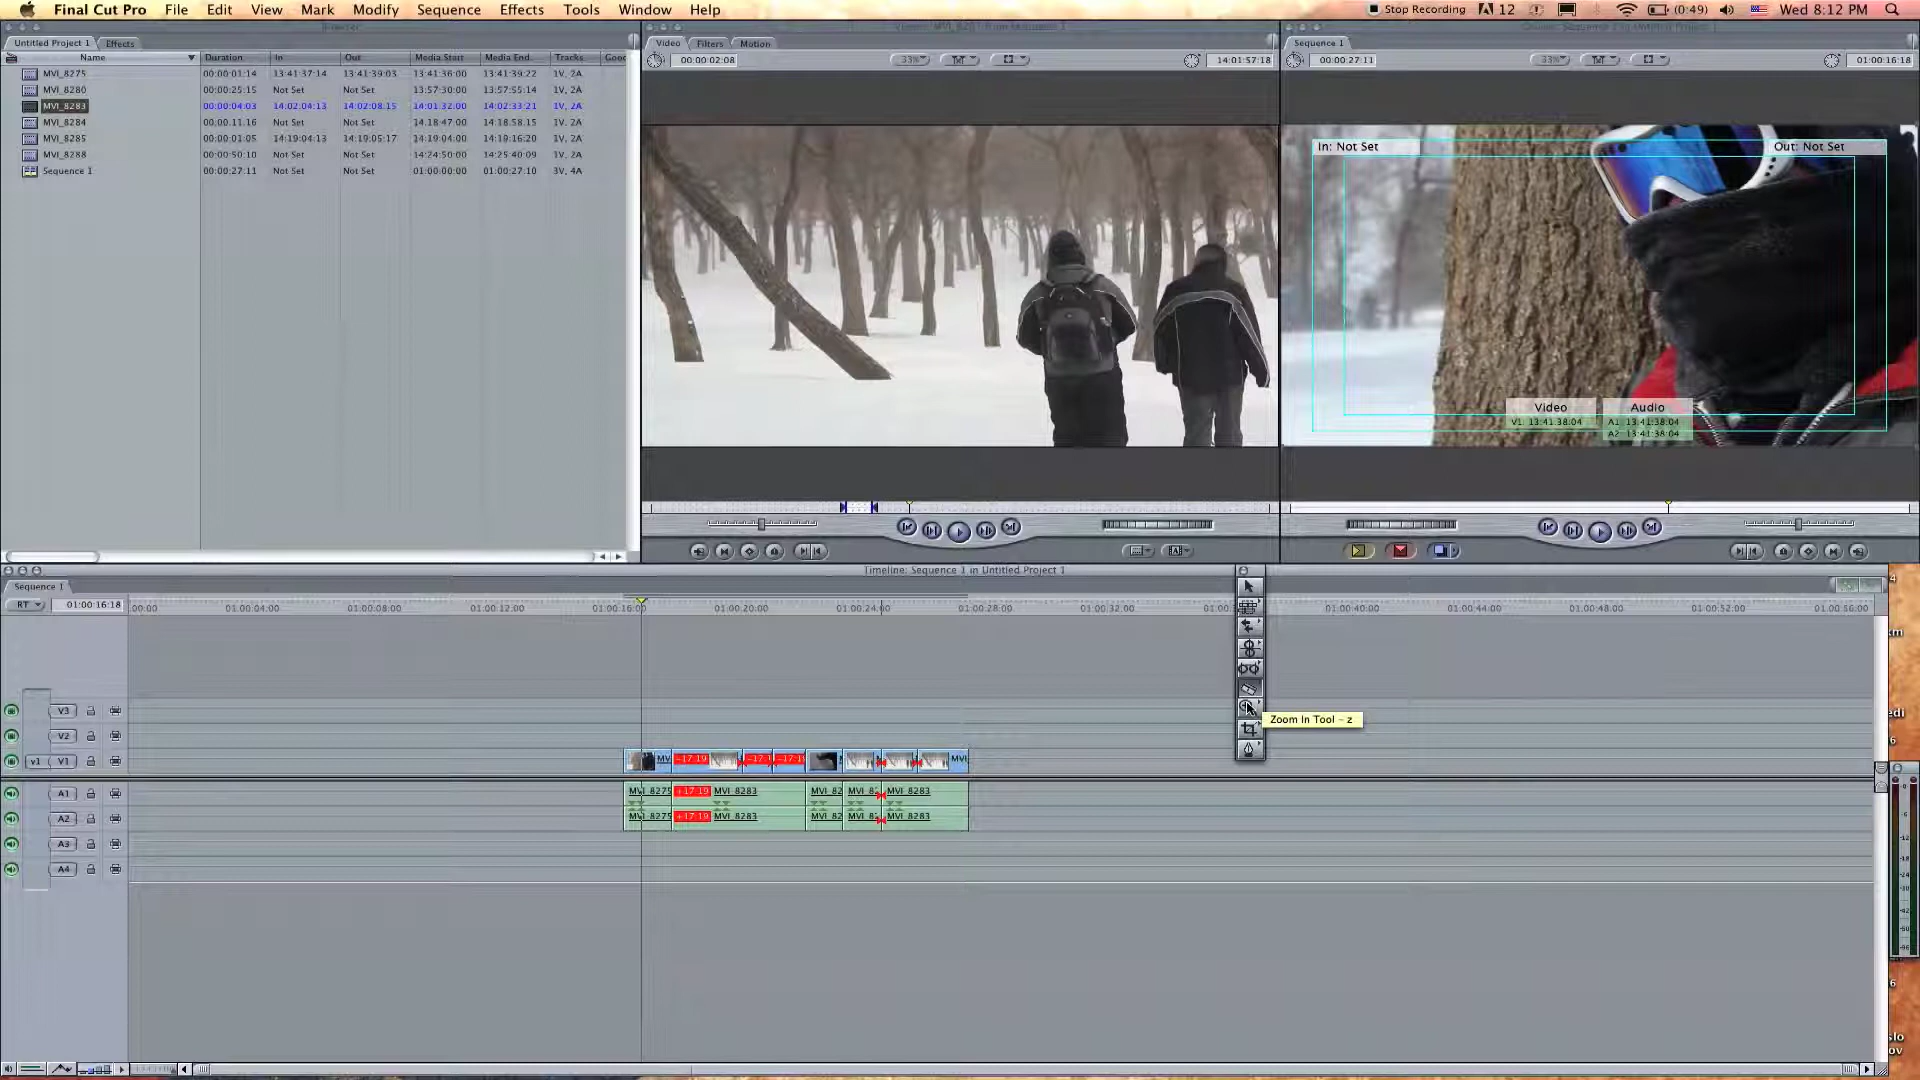 Final Cut Pro File Edit View Mark Modify Sequence Effects Tools Window Help
Stop Recording 12 (0:49) Wed 8:12 PM
Untitled Project 1 Effects
Name Duration In Out Media Start Media End Tracks
MVI_8275 00:00:01:14 13:41:37:14 13:41:39:03 13:41:36:00 13:41:39:22 1V, 2A
MVI_8280 00:00:25:15 Not Set Not Set 13:57:30:00 13:57:55:14 1V, 2A
MVI_8283 00:00:04:03 14:02:04:13 14:02:08:15 14:01:32:00 14:02:33:21 1V, 2A
MVI_8284 00:00:11:16 Not Set Not Set 14:18:47:00 14:18:58:15 1V, 2A
MVI_8285 00:00:01:05 14:19:04:13 14:19:05:17 14:19:04:00 14:19:16:20 1V, 2A
MVI_8288 00:00:50:10 Not Set Not Set 14:24:50:00 14:25:40:09 1V, 2A
Sequence 1 00:00:27:11 Not Set Not Set 01:00:00:00 01:00:27:10 3V, 4A
Video Filters Motion
00:00:02:08 33% 14:01:57:18
Sequence 1
00:00:27:11 33% 01:00:16:18
In: Not Set Out: Not Set
Video Audio
V1: 13:41:38:04 A1: 13:41:38:04
A2: 13:41:38:04
Timeline: Sequence 1 in Untitled Project 1
Sequence 1
RT 01:00:16:18 :00:00 01:00:04:00 01:00:08:00 01:00:12:00 01:00:16:00 01:00:20:00 01:00:24:00 01:00:28:00 01:00:32:00 01:00: 01:00:40:00 01:00:44:00 01:00:48:00 01:00:52:00 01:00:56:00
V3
Zoom In Tool - z
V2
v1 V1 MV -17:19 -17:1 -17:19 MVI
A1 MVI_8275 +17:19 MVI_8283 MVI_82 MVI_8 MVI_8283
A2 MVI_8275 +17:19 MVI_8283 MVI_82 MVI_8 MVI_8283
A3
A4